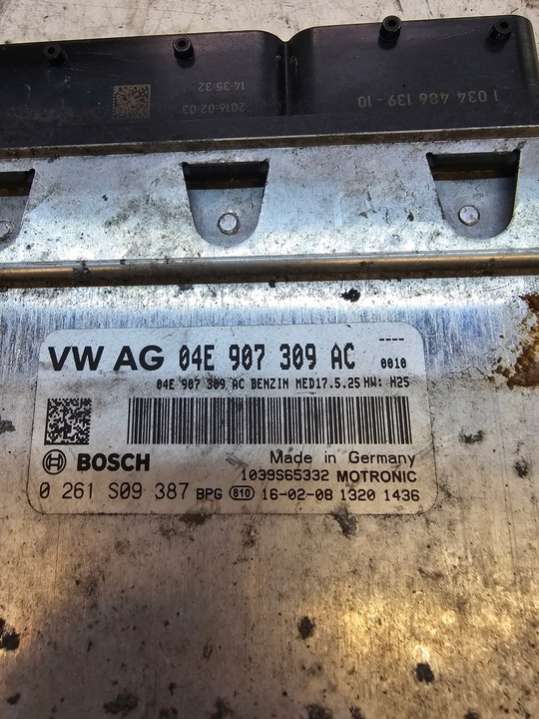 14-35-32
2016-02-03
1 034 486 139 -10
VW AG 04E 907 309 AC ----
0010
04E 907 309 AC BENZIN MED17.5.25 HW: H25
Made in Germany
BOSCH 1039S65332 MOTRONIC
0 261 S09 387 BPG 810 16-02-08 1320 1436